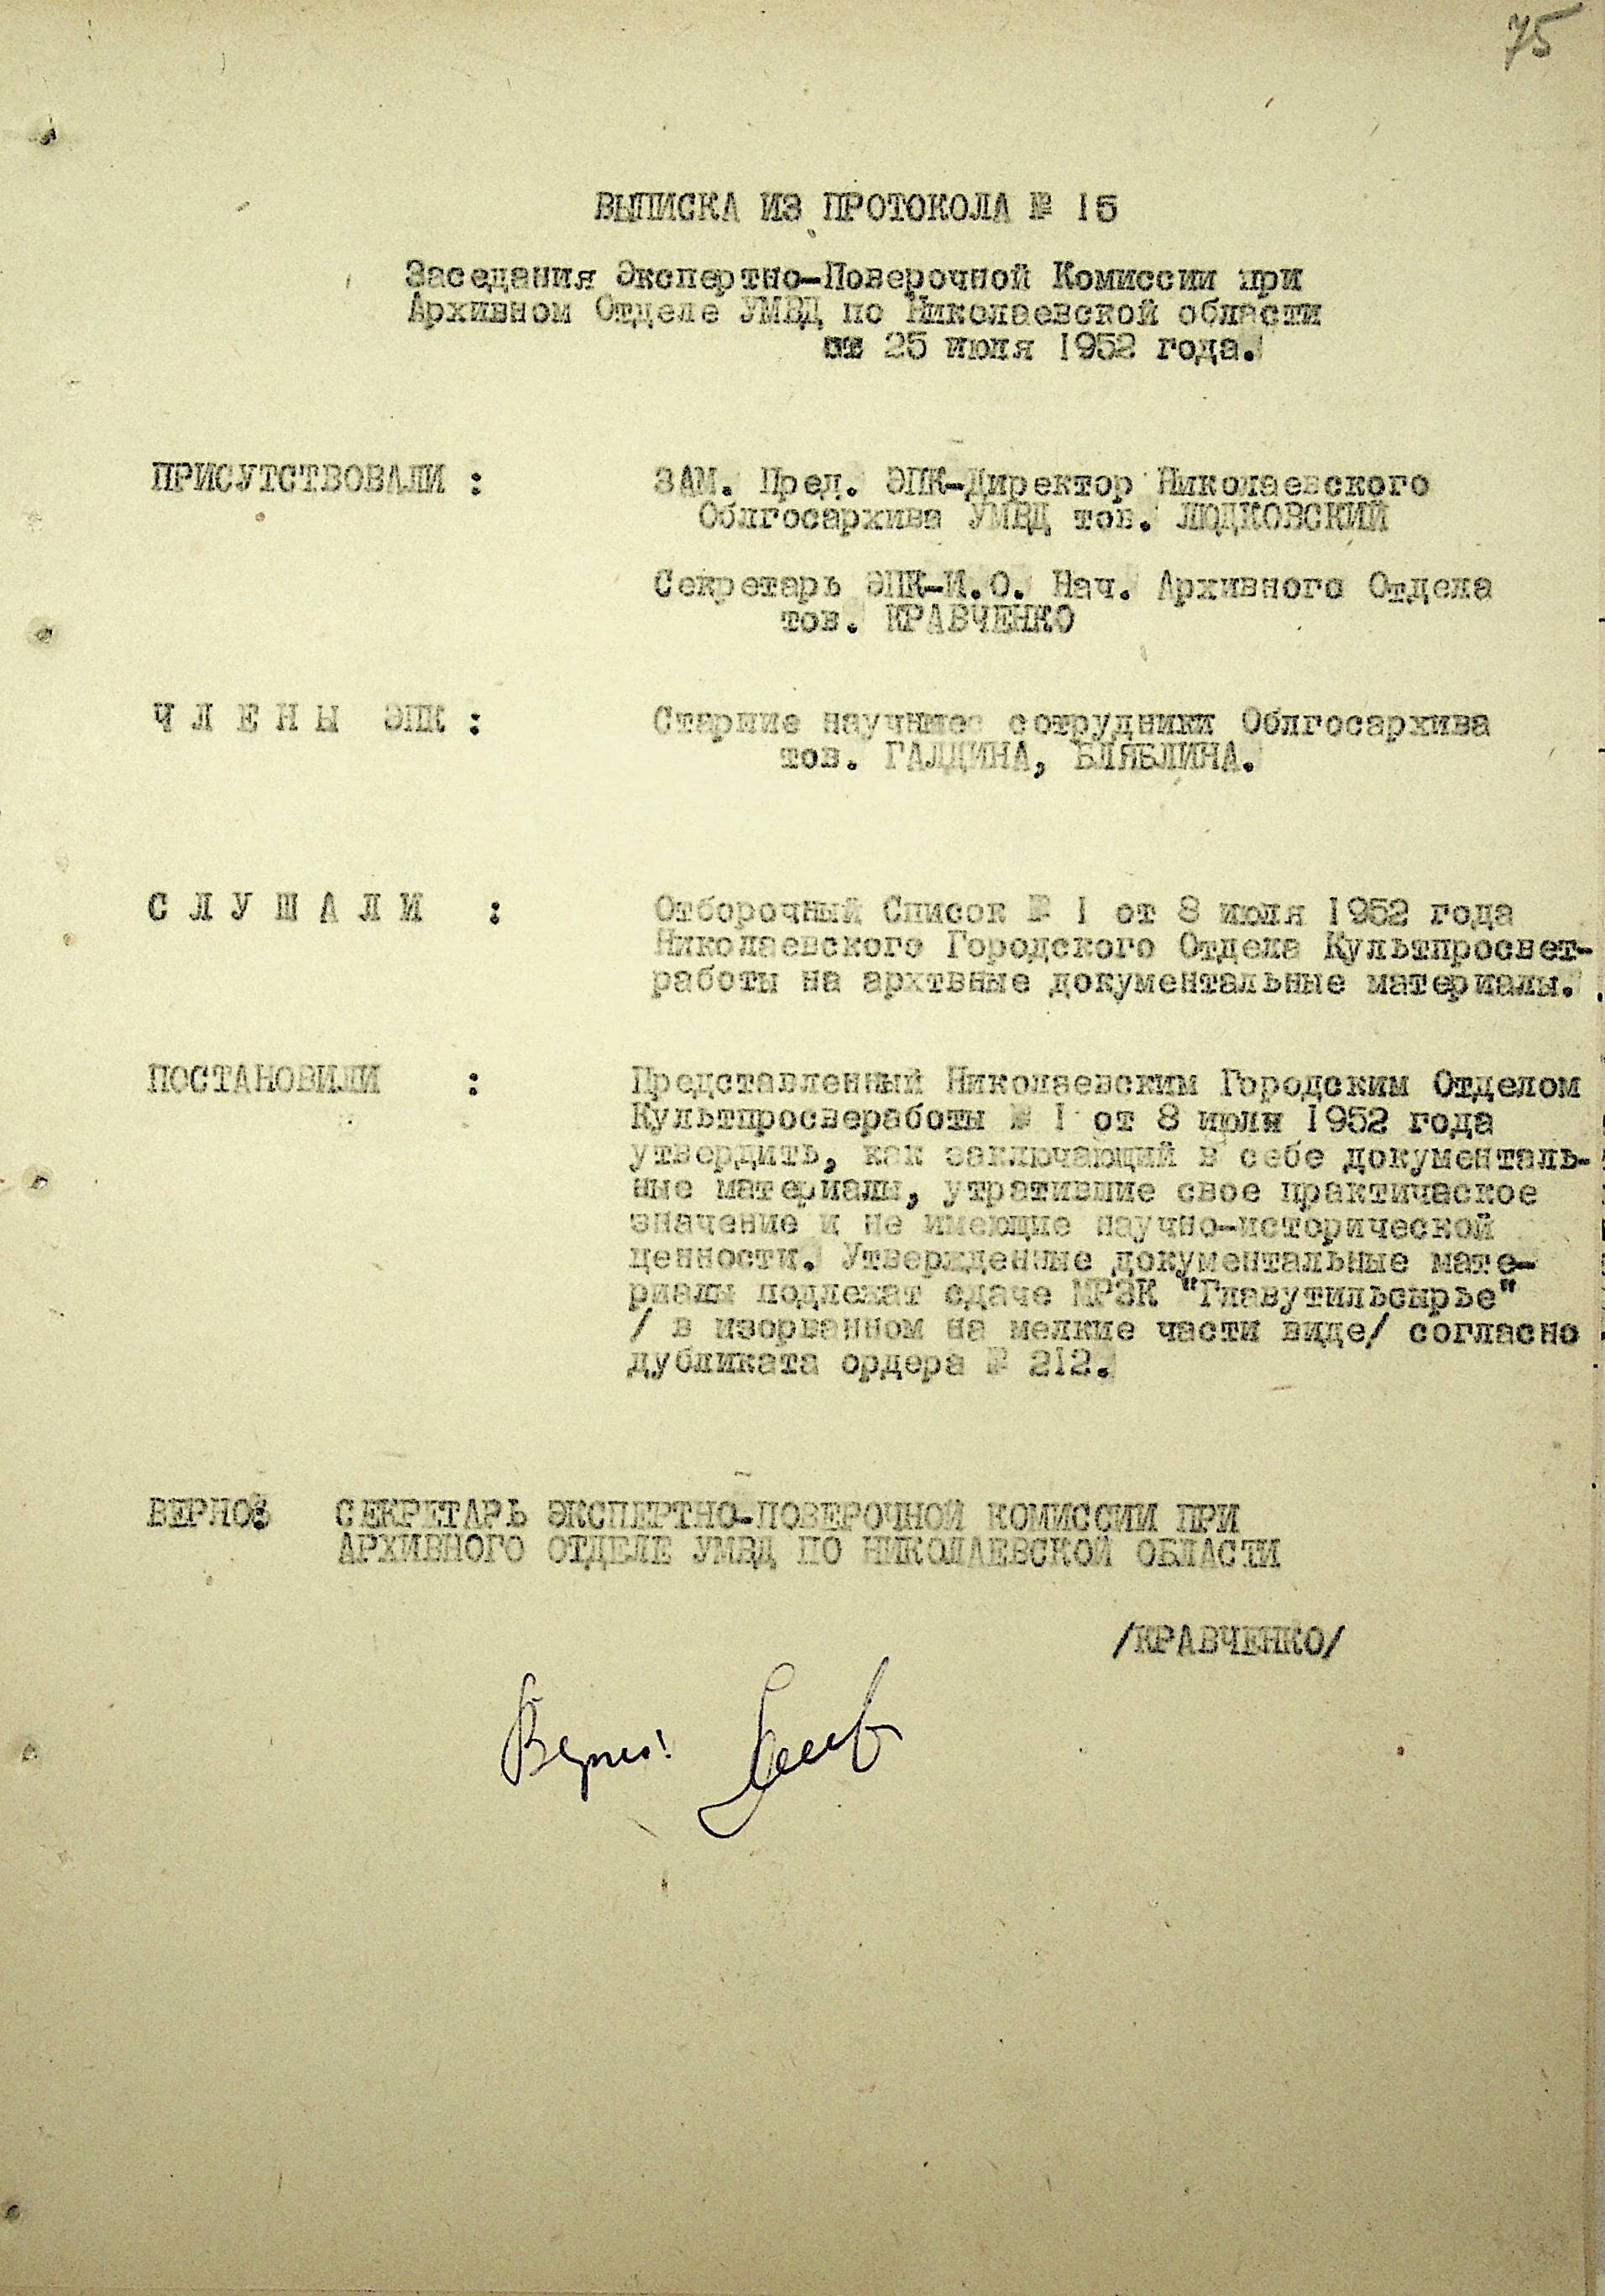 75
ВЫПИСКА ИЗ ПРОТОКОЛА № 15
Заседания Экспертно-Поверочной Комиссии при
Архивном Отделе УМВД по Николаевской области
от 25 июля 1952 года.
ПРИСУТСТВОВАЛИ : ЗАМ. Пред. ЭПК-Директор Николаевского
Облгосархива УМВД тов. ЛЮДКОВСКИЙ
Секретарь ЭПК-И.О. Нач. Архивного Отдела
тов. КРАВЧЕНКО
Ч Л Е Н Ы ЭПК : Старшие научные сотрудники Облгосархива
тов. ГАЛДИНА, БЛЯБЛИНА.
С Л У Ш А Л И : Отборочный Список № 1 от 8 июля 1952 года
Николаевского Городского Отдела Культпросвет-
работы на архтвные документальные материалы.
ПОСТАНОВИЛИ : Представленный Николаевским Городским Отделом
Культпросверaботы № 1 от 8 июля 1952 года
утвердить, как заключающий в себе документаль-
ные материалы, утратившие свое практическое
значение и не имеющие научно-исторической
ценности. Утвержденные документальные мате-
риалы подлежат сдаче МРЗК "Главутильсырье"
/ в изорванном на мелкие части виде/ согласно
дубликата ордера № 212.
ВЕРНО: СЕКРЕТАРЬ ЭКСПЕРТНО-ПОВЕРОЧНОЙ КОМИССИИ ПРИ
АРХИВНОГО ОТДЕЛЕ УМВД ПО НИКОЛАЕВСКОЙ ОБЛАСТИ
/КРАВЧЕНКО/
Верно: